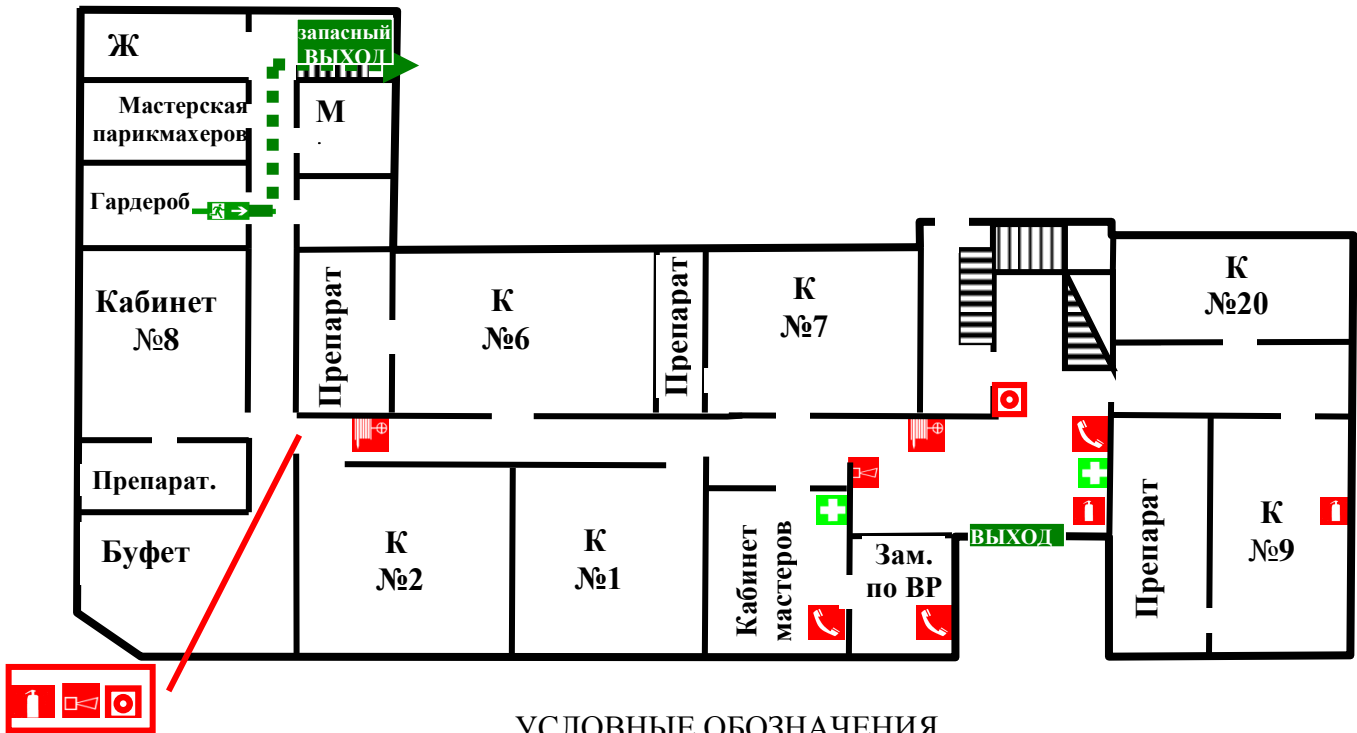 Ж
запасный
ВЫХОД
Мастерская
парикмахеров
М
.
Гардероб
Кабинет
№8
Препарат
К
№6
Препарат
К
№7
К
№20
Препарат.
Буфет
К
№2
К
№1
Кабинет
мастеров
Зам.
по ВР
ВЫХОД
Препарат
К
№9
УСЛОВНЫЕ ОБОЗНАЧЕНИЯ